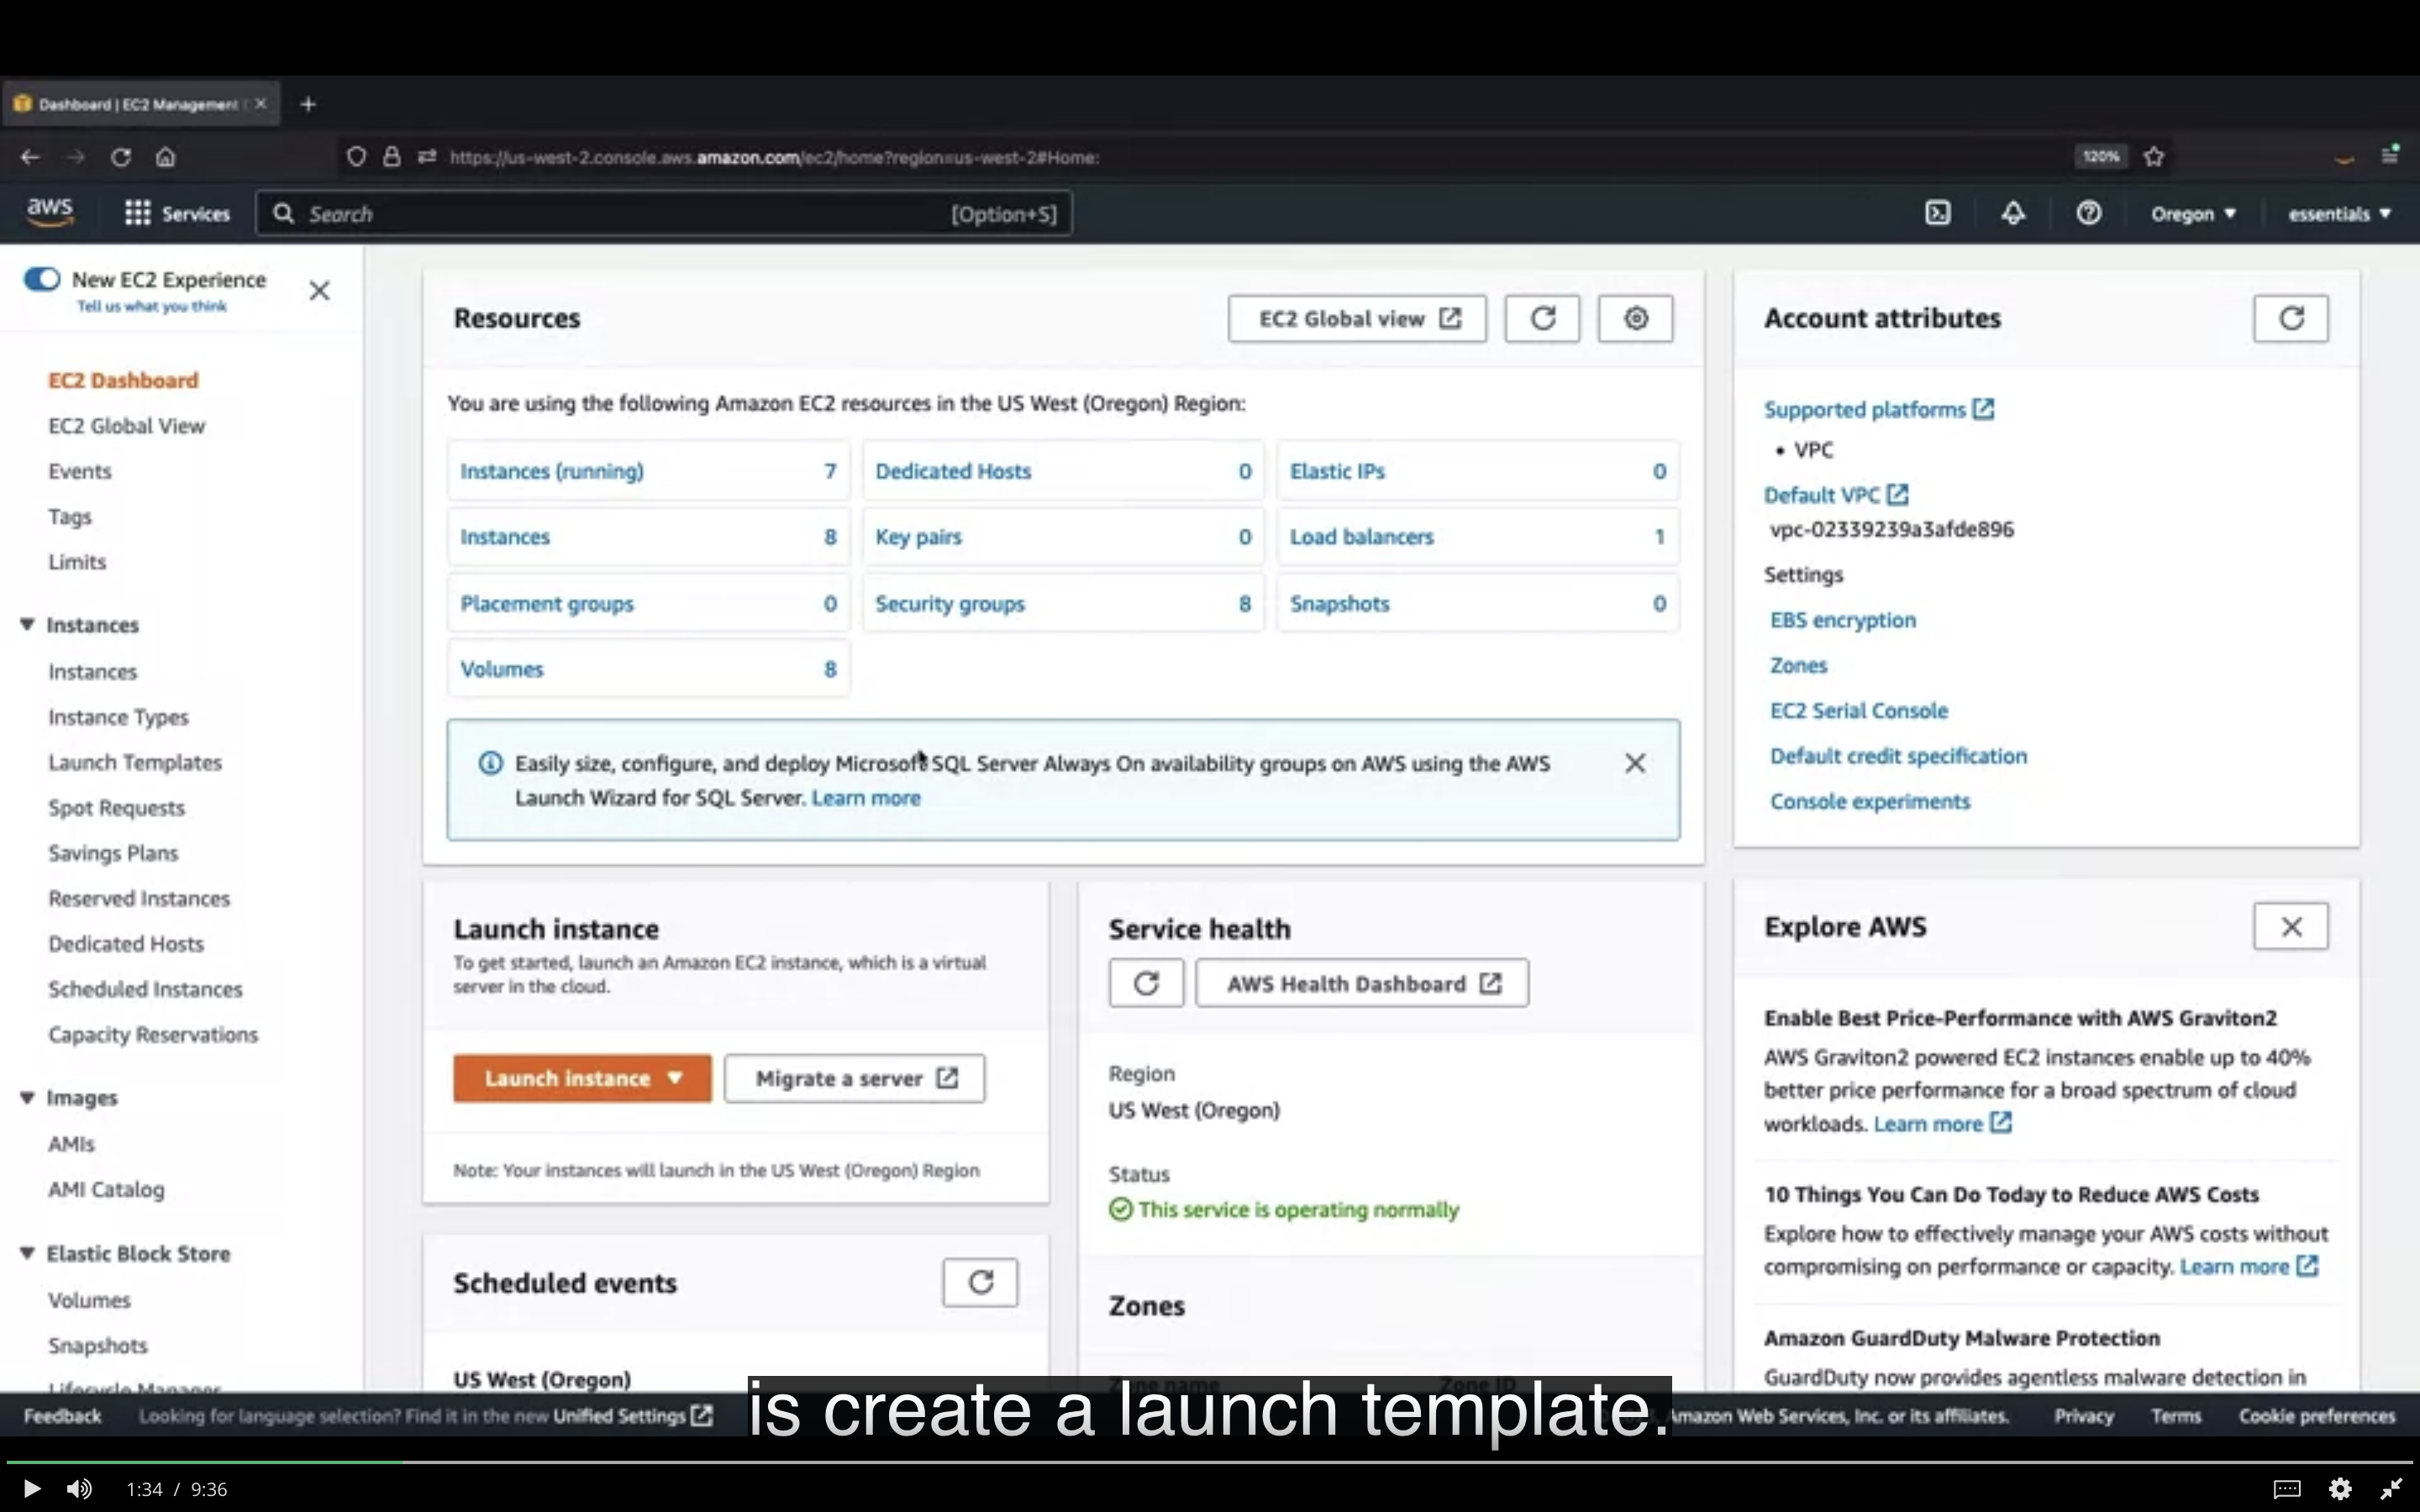 Dashboard | EC2 Management
https://us-west-2.console.aws.amazon.com/ec2/home?region=us-west-2#Home:
120%
aws
Services
Search
[Option+S]
Oregon
essentials
New EC2 Experience
Tell us what you think
EC2 Dashboard
EC2 Global View
Events
Tags
Limits
Instances
Instances
Instance Types
Launch Templates
Spot Requests
Savings Plans
Reserved Instances
Dedicated Hosts
Scheduled Instances
Capacity Reservations
Images
AMIs
AMI Catalog
Elastic Block Store
Volumes
Snapshots
Lifecycle Manager
Resources
EC2 Global view
You are using the following Amazon EC2 resources in the US West (Oregon) Region:
Instances (running) 7
Dedicated Hosts 0
Elastic IPs 0
Instances 8
Key pairs 0
Load balancers 1
Placement groups 0
Security groups 8
Snapshots 0
Volumes 8
Easily size, configure, and deploy Microsoft SQL Server Always On availability groups on AWS using the AWS
Launch Wizard for SQL Server. Learn more
Launch instance
To get started, launch an Amazon EC2 instance, which is a virtual
server in the cloud.
Launch instance
Migrate a server
Note: Your instances will launch in the US West (Oregon) Region
Scheduled events
US West (Oregon)
Service health
AWS Health Dashboard
Region
US West (Oregon)
Status
This service is operating normally
Zones
Zone name
Zone ID
Account attributes
Supported platforms
• VPC
Default VPC
vpc-02339239a3afde896
Settings
EBS encryption
Zones
EC2 Serial Console
Default credit specification
Console experiments
Explore AWS
Enable Best Price-Performance with AWS Graviton2
AWS Graviton2 powered EC2 instances enable up to 40%
better price performance for a broad spectrum of cloud
workloads. Learn more
10 Things You Can Do Today to Reduce AWS Costs
Explore how to effectively manage your AWS costs without
compromising on performance or capacity. Learn more
Amazon GuardDuty Malware Protection
GuardDuty now provides agentless malware detection in
Feedback
Looking for language selection? Find it in the new Unified Settings
is create a launch template.
Amazon Web Services, Inc. or its affiliates.
Privacy
Terms
Cookie preferences
1:34 / 9:36